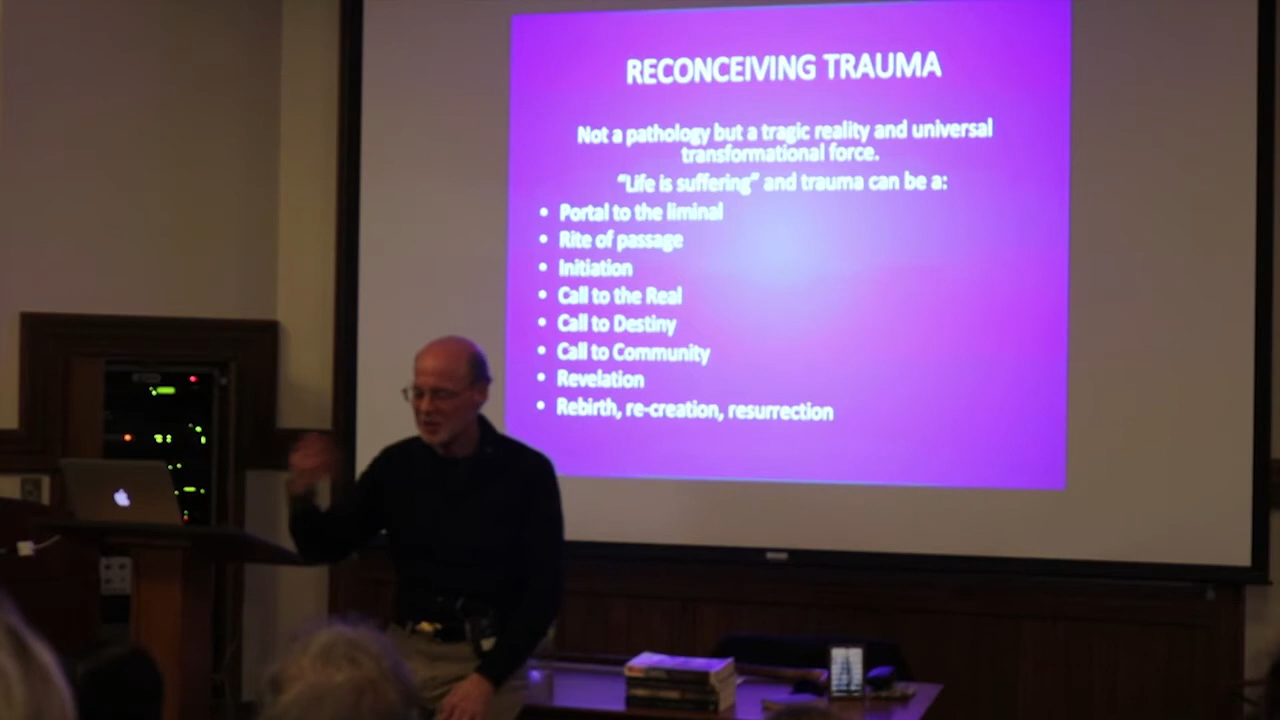 RECONCEIVING TRAUMA
Not a pathology but a tragic reality and universal
transformational force.
“Life is suffering” and trauma can be a:
• Portal to the liminal
• Rite of passage
• Initiation
• Call to the Real
• Call to Destiny
• Call to Community
• Revelation
• Rebirth, re-creation, resurrection